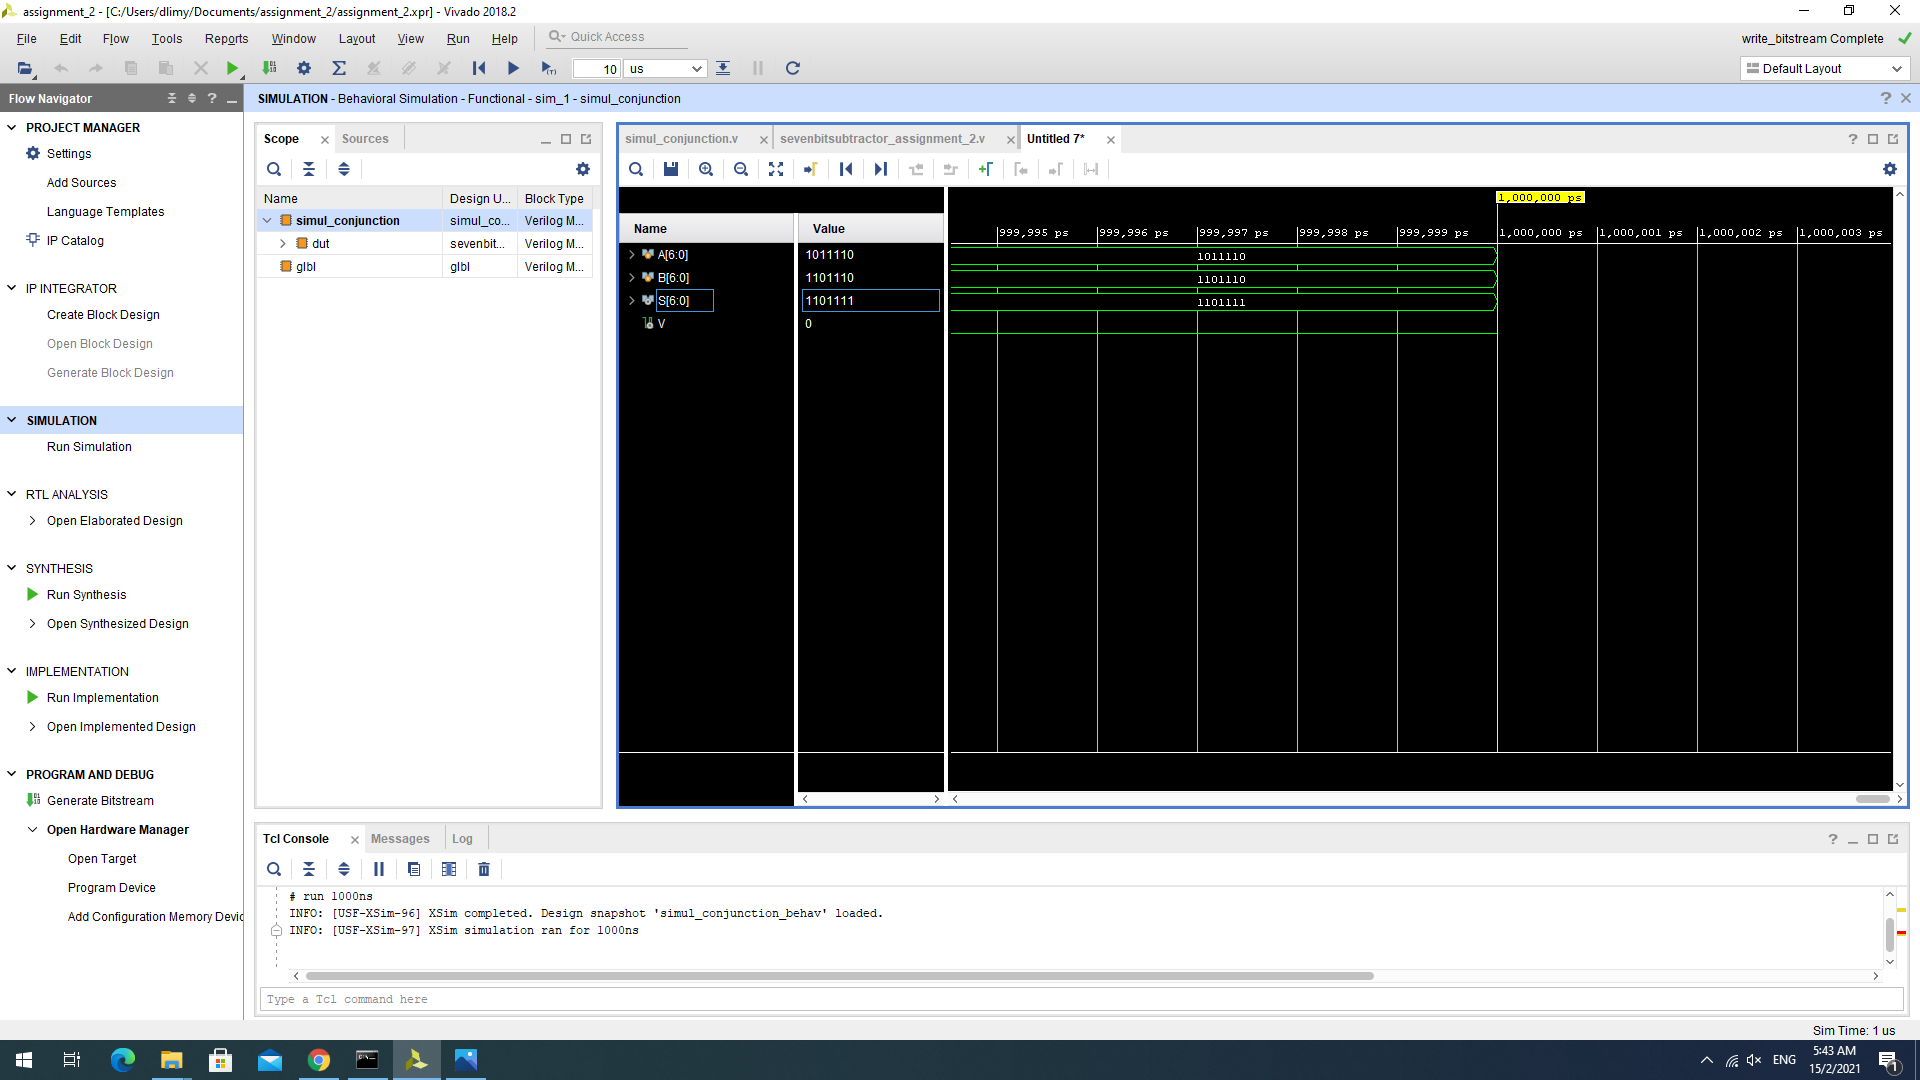 assignment_2 - [C:/Users/dlimy/Documents/assignment_2/assignment_2.xpr] - Vivado 2018.2
File Edit Flow Tools Reports Window Layout View Run Help Quick Access
write_bitstream Complete
10 us
Default Layout
Flow Navigator
SIMULATION - Behavioral Simulation - Functional - sim_1 - simul_conjunction
PROJECT MANAGER
Settings
Add Sources
Language Templates
IP Catalog
IP INTEGRATOR
Create Block Design
Open Block Design
Generate Block Design
SIMULATION
Run Simulation
RTL ANALYSIS
Open Elaborated Design
SYNTHESIS
Run Synthesis
Open Synthesized Design
IMPLEMENTATION
Run Implementation
Open Implemented Design
PROGRAM AND DEBUG
Generate Bitstream
Open Hardware Manager
Open Target
Program Device
Add Configuration Memory Devic
Scope Sources
Name Design U... Block Type
simul_conjunction simul_co... Verilog M...
dut sevenbit... Verilog M...
glbl glbl Verilog M...
simul_conjunction.v sevenbitsubtractor_assignment_2.v Untitled 7*
1,000,000 ps
Name Value
999,995 ps 999,996 ps 999,997 ps 999,998 ps 999,999 ps 1,000,000 ps 1,000,001 ps 1,000,002 ps 1,000,003 ps
A[6:0] 1011110 1011110
B[6:0] 1101110 1101110
S[6:0] 1101111 1101111
V 0
Tcl Console Messages Log
# run 1000ns
INFO: [USF-XSim-96] XSim completed. Design snapshot 'simul_conjunction_behav' loaded.
INFO: [USF-XSim-97] XSim simulation ran for 1000ns
Type a Tcl command here
Sim Time: 1 us
ENG
5:43 AM
15/2/2021
1